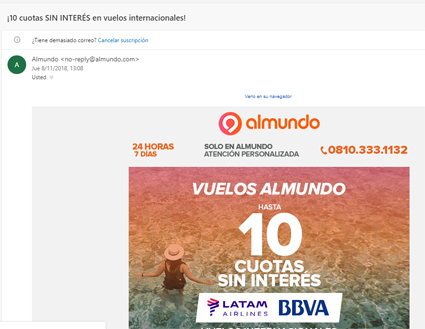 ¡10 cuotas SIN INTERÉS en vuelos internacionales!
¿Tiene demasiado correo? Cancelar suscripción
A
Almundo <no-reply@almundo.com>
Jue 8/11/2018, 13:08
Usted
Verlo en su navegador
almundo
24 HORAS
7 DÍAS
SOLO EN ALMUNDO
ATENCIÓN PERSONALIZADA
0810.333.1132
VUELOS ALMUNDO
HASTA
10
CUOTAS
SIN INTERÉS
LATAM
AIRLINES
BBVA
VUELOS INTERNACIONALES